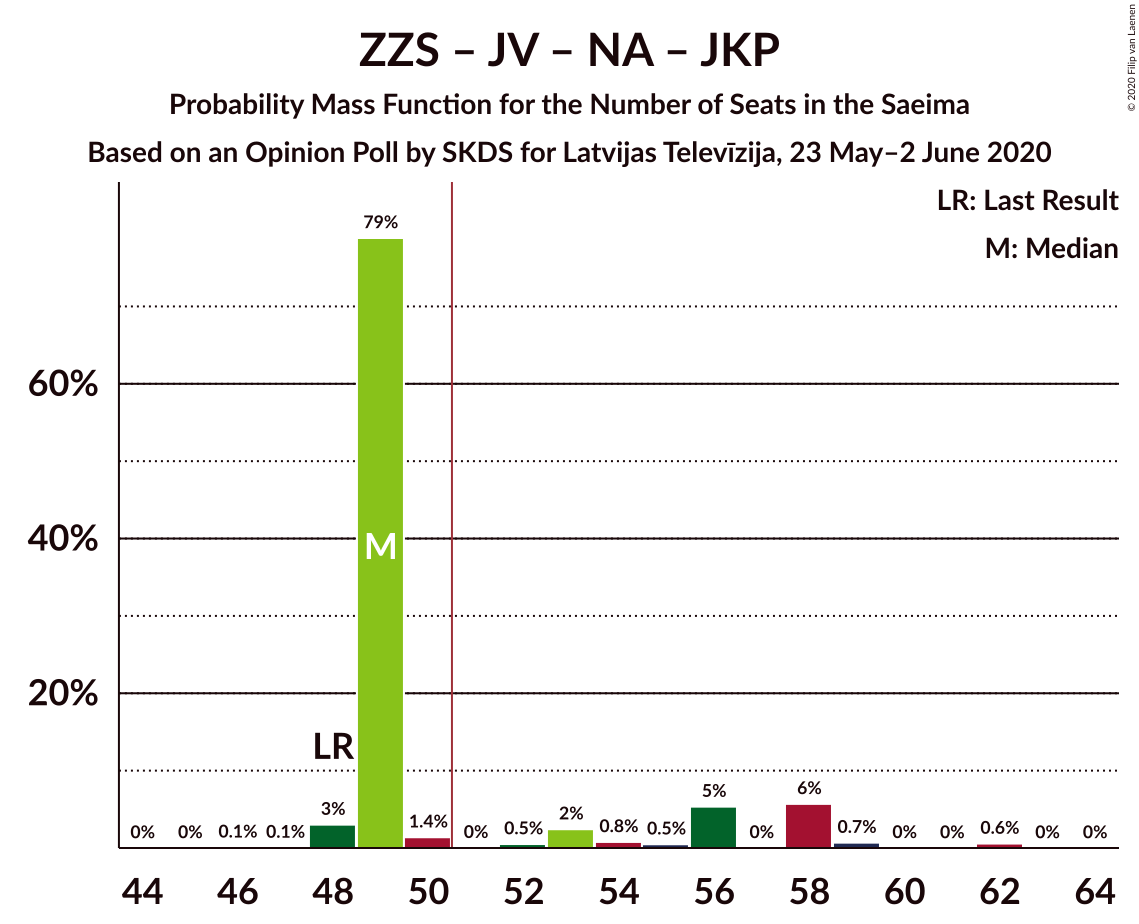 ZZS – JV – NA – JKP
Probability Mass Function for the Number of Seats in the Saeima
Based on an Opinion Poll by SKDS for Latvijas Televīzija, 23 May–2 June 2020
© 2020 Filip van Laenen
LR: Last Result
M: Median
60%
40%
20%
0% 0% 0.1% 0.1% 3% 79% 1.4% 0% 0.5% 2% 0.8% 0.5% 5% 0% 6% 0.7% 0% 0% 0.6% 0% 0%
LR
M
44 46 48 50 52 54 56 58 60 62 64